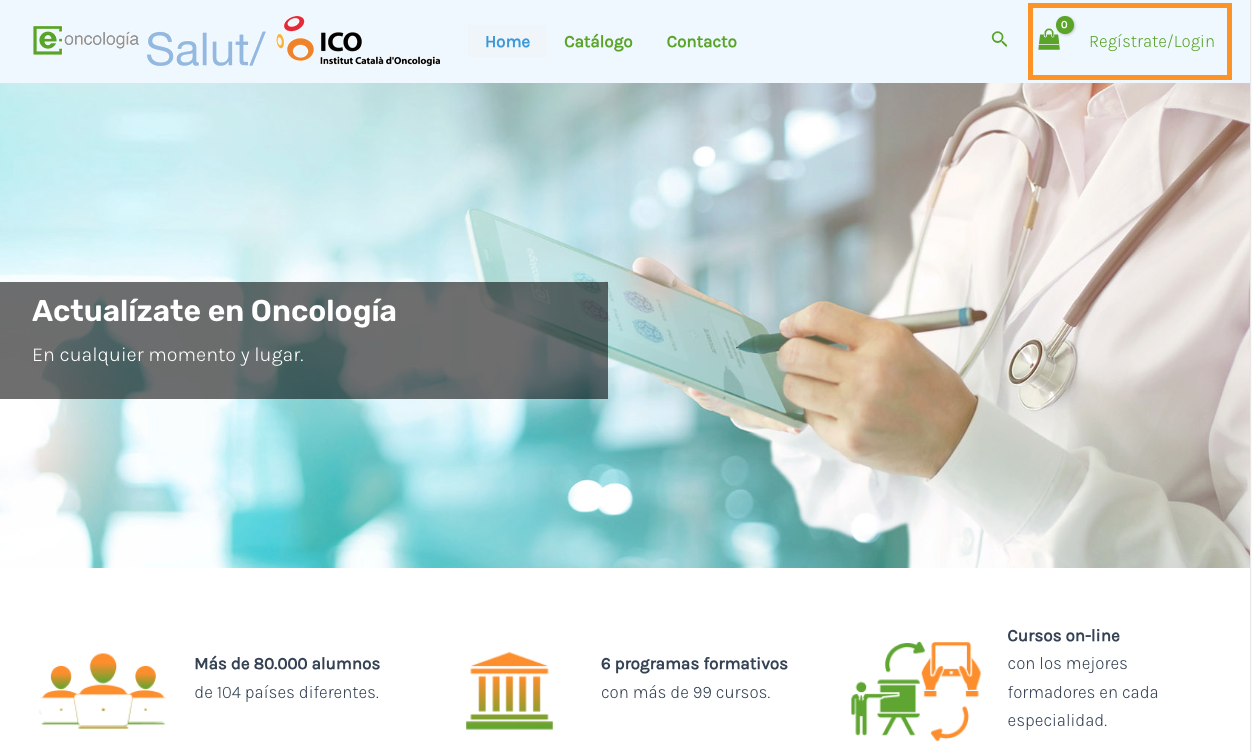 e-oncología Salut/ ICO
Institut Català d'Oncologia
Home Catálogo Contacto
0
Regístrate/Login
Actualízate en Oncología
En cualquier momento y lugar.
Más de 80.000 alumnos
de 104 países diferentes.
6 programas formativos
con más de 99 cursos.
Cursos on-line
con los mejores
formadores en cada
especialidad.